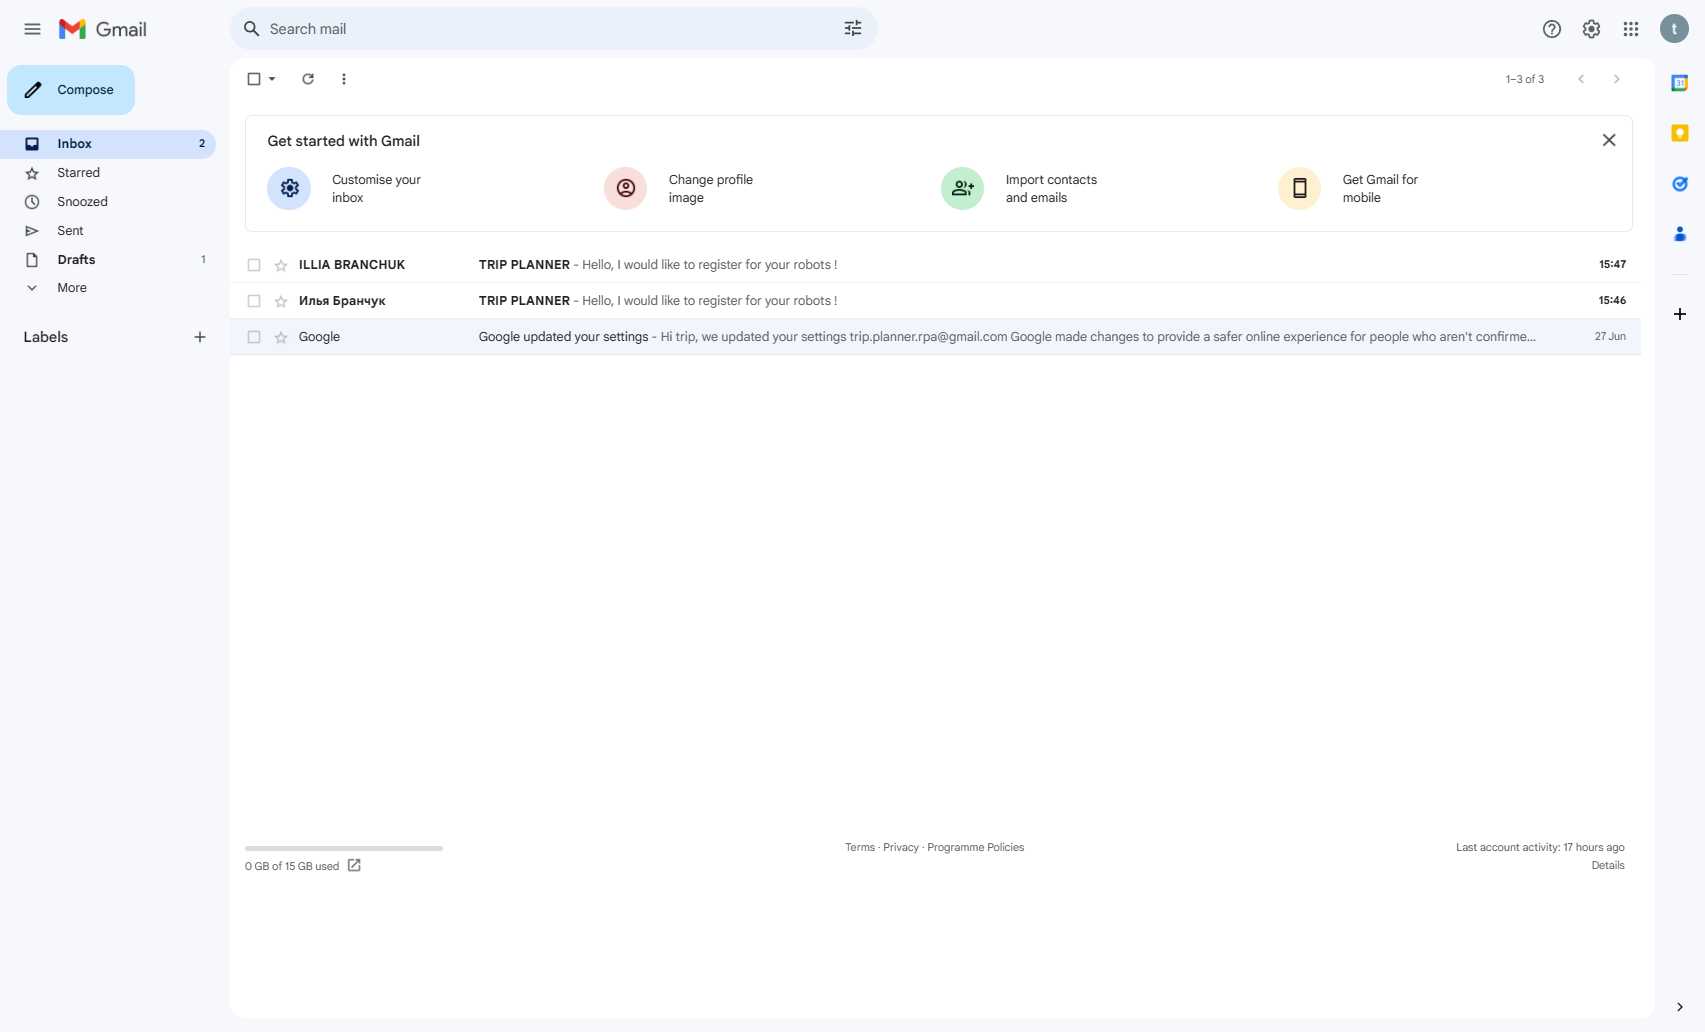 Gmail
Search mail
t
Compose
1–3 of 3
31
Inbox 2
Starred
Snoozed
Sent
Drafts 1
More
Labels
Get started with Gmail
Customise your
inbox
Change profile
image
Import contacts
and emails
Get Gmail for
mobile
ILLIA BRANCHUK TRIP PLANNER - Hello, I would like to register for your robots ! 15:47
Илья Бранчук TRIP PLANNER - Hello, I would like to register for your robots ! 15:46
Google Google updated your settings - Hi trip, we updated your settings trip.planner.rpa@gmail.com Google made changes to provide a safer online experience for people who aren't confirme... 27 Jun
0 GB of 15 GB used
Terms · Privacy · Programme Policies
Last account activity: 17 hours ago
Details